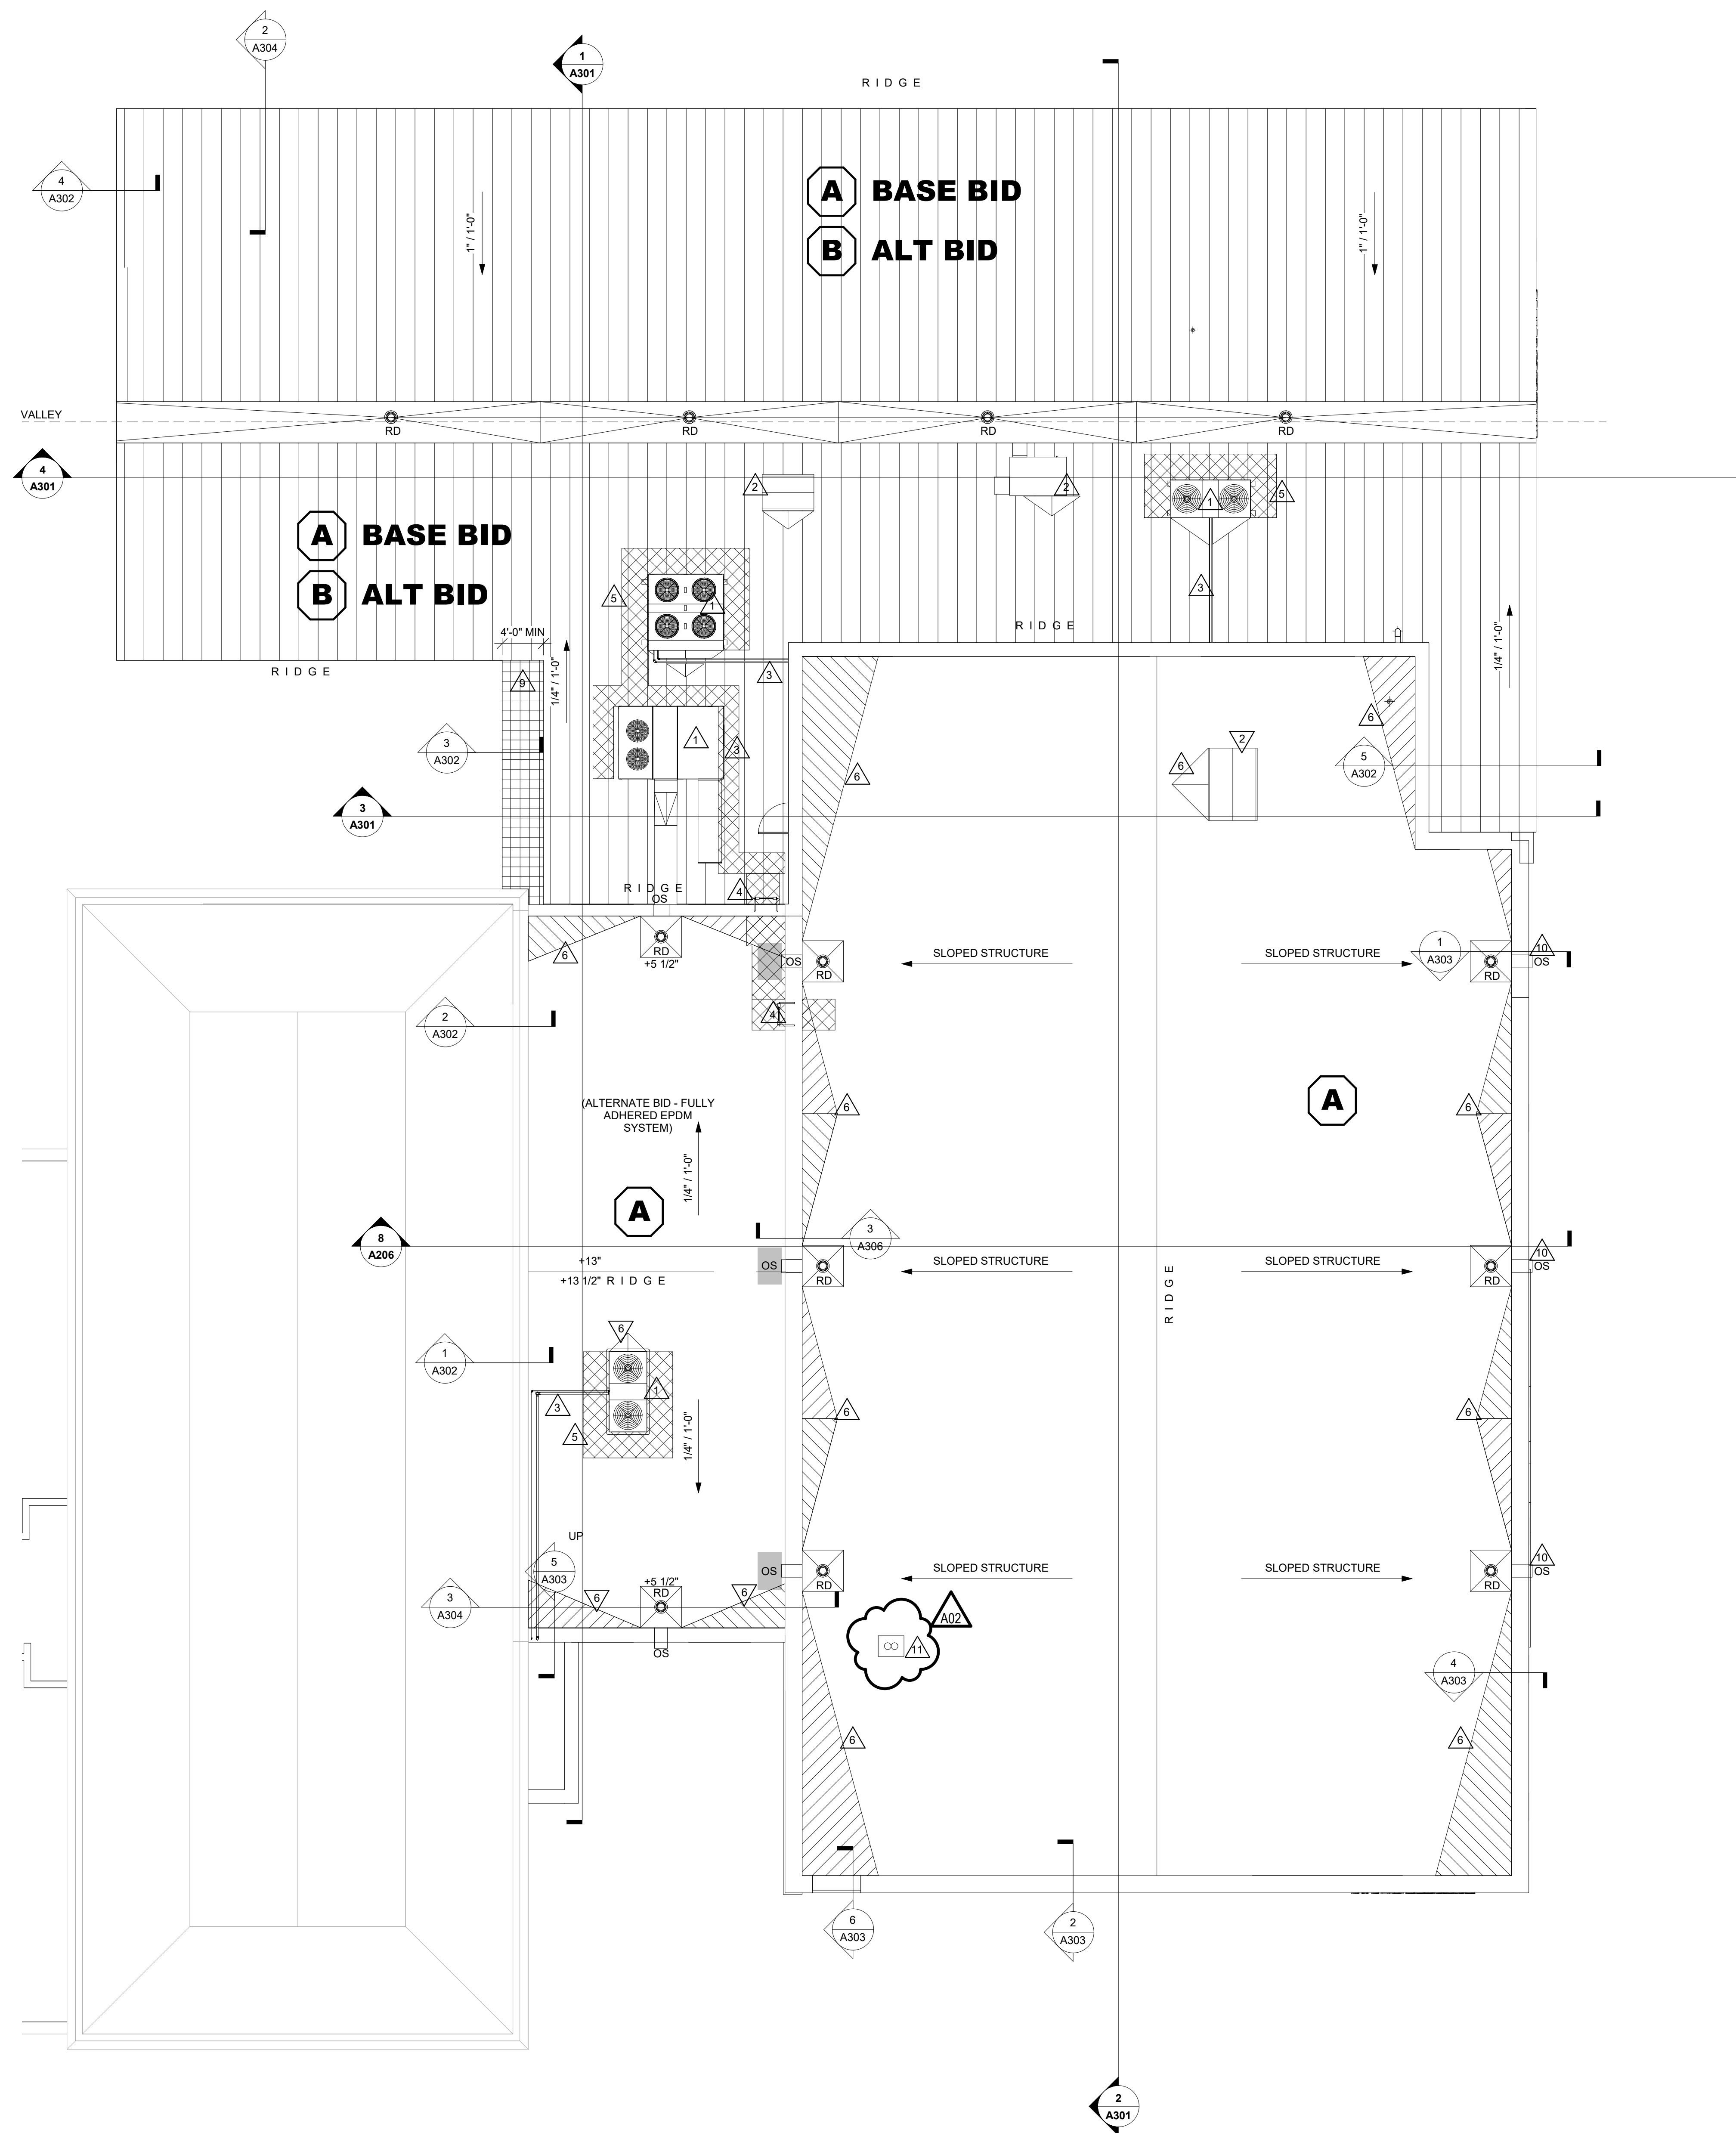 2
A304
1
A301
R I D G E
4
A302
A BASE BID
B ALT BID
1" / 1'-0"
1" / 1'-0"
VALLEY
RD
RD
RD
RD
4
A301
2
2
1
5
A BASE BID
B ALT BID
5
1
3
4'-0" MIN
R I D G E
1/4" / 1'-0"
1/4" / 1'-0"
R I D G E
3
9
1
3
6
2
6
6
3
A302
5
A302
3
A301
R I D G E
OS
4
6
RD
+5 1/2"
OS
RD
SLOPED STRUCTURE
SLOPED STRUCTURE
1
A303
10
OS
RD
2
A302
4
(ALTERNATE BID - FULLY
ADHERED EPDM
SYSTEM)
6
A
6
1/4" / 1'-0"
A
8
A206
3
A306
+13"
+13 1/2" R I D G E
OS
RD
SLOPED STRUCTURE
SLOPED STRUCTURE
10
OS
RD
R I D G E
6
1
A302
1
3
5
6
6
1/4" / 1'-0"
UP
5
A303
OS
RD
SLOPED STRUCTURE
SLOPED STRUCTURE
10
OS
RD
3
A304
6
+5 1/2"
RD
6
OS
A02
11
4
A303
6
6
6
A303
2
A303
2
A301